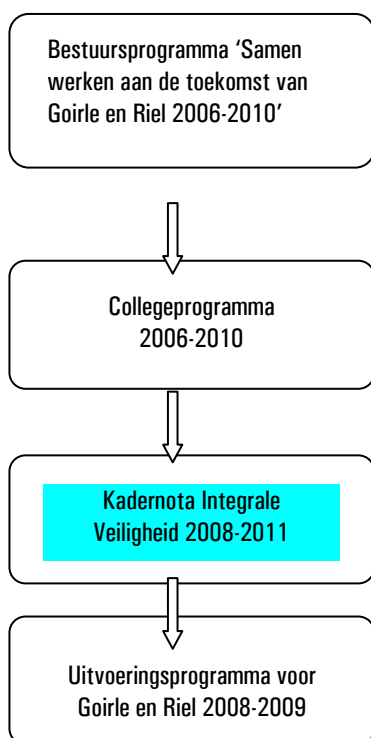 Bestuursprogramma ‘Samen
werken aan de toekomst van
Goirle en Riel 2006-2010’
Collegeprogramma
2006-2010
Kadernota Integrale
Veiligheid 2008-2011
Uitvoeringsprogramma voor
Goirle en Riel 2008-2009